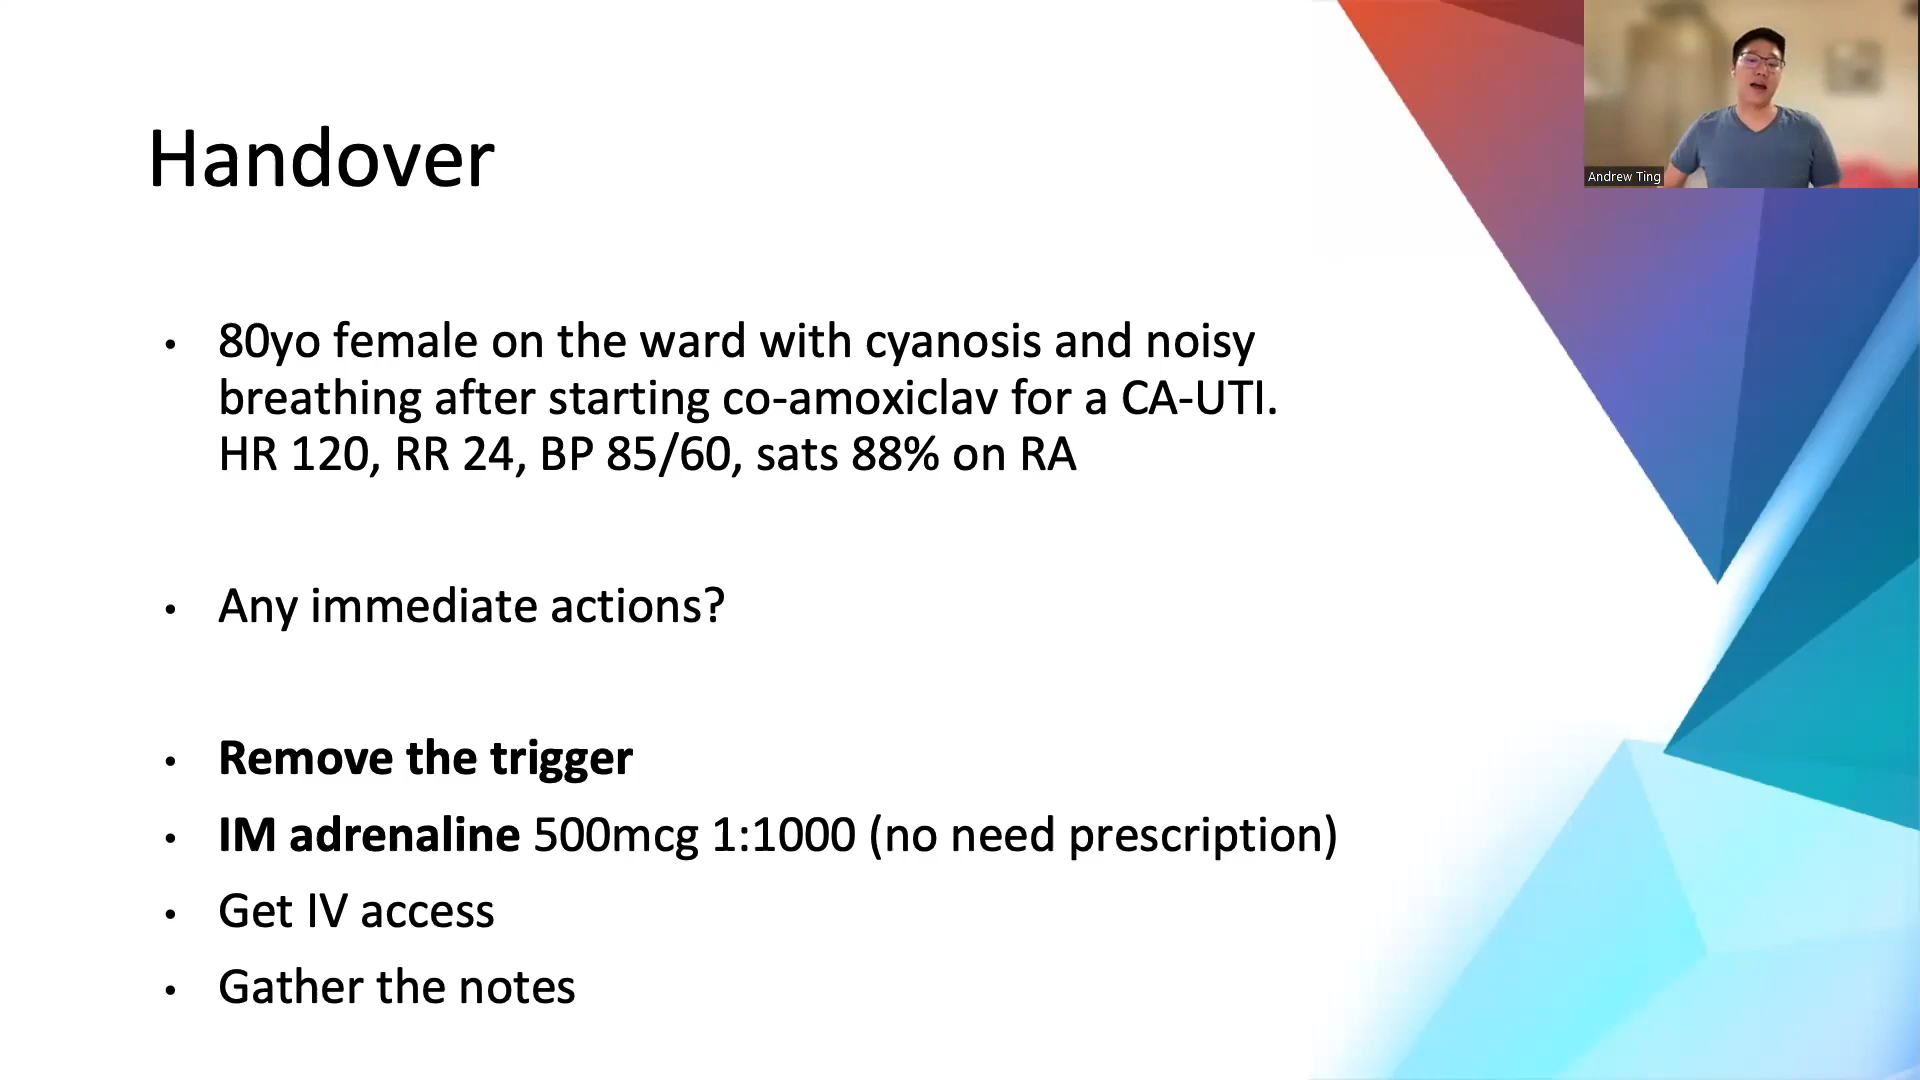 Handover
• 80yo female on the ward with cyanosis and noisy
breathing after starting co-amoxiclav for a CA-UTI.
HR 120, RR 24, BP 85/60, sats 88% on RA
• Any immediate actions?
• Remove the trigger
• IM adrenaline 500mcg 1:1000 (no need prescription)
• Get IV access
• Gather the notes
Andrew Ting